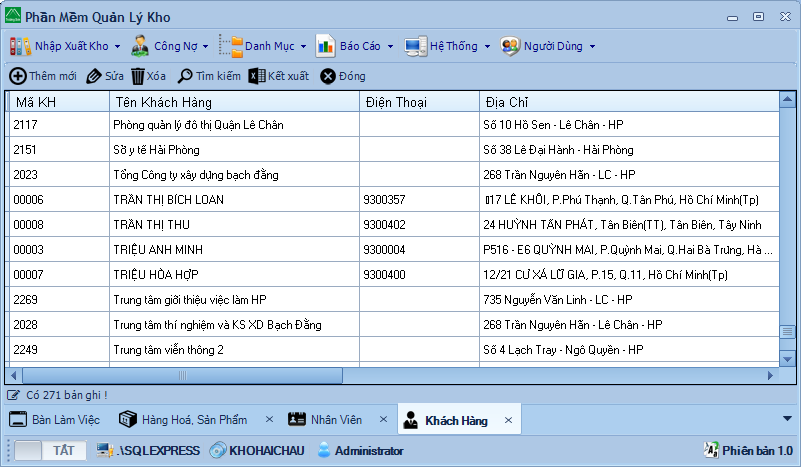 Phần Mềm Quản Lý Kho
Nhập Xuất Kho Công Nợ Danh Mục Báo Cáo Hệ Thống Người Dùng
Thêm mới Sửa Xóa Tìm kiếm Kết xuất Đóng
Mã KH Tên Khách Hàng Điện Thoại Địa Chỉ
2117 Phòng quản lý đô thị Quận Lê Chân Số 10 Hồ Sen - Lê Chân - HP
2151 Sở y tế Hải Phòng Số 38 Lê Đại Hành - Hải Phòng
2023 Tổng Công ty xây dựng bạch đằng 268 Trần Nguyên Hãn - LC - HP
00006 TRẦN THỊ BÍCH LOAN 9300357 17 LÊ KHÔI, P.Phú Thạnh, Q.Tân Phú, Hồ Chí Minh(Tp)
00008 TRẦN THỊ THU 9300402 24 HUỲNH TẤN PHÁT, Tân Biên(TT), Tân Biên, Tây Ninh
00003 TRIỆU ANH MINH 9300004 P516 - E6 QUỲNH MAI, P.Quỳnh Mai, Q.Hai Bà Trưng, Hà ...
00007 TRIỆU HÒA HỢP 9300400 12/21 CƯ XÁ LỮ GIA, P.15, Q.11, Hồ Chí Minh(Tp)
2269 Trung tâm giới thiệu việc làm HP 735 Nguyễn Văn Linh - LC - HP
2028 Trung tâm thí nghiệm và KS XD Bạch Đằng 268 Trần Nguyên Hãn - Lê Chân - HP
2249 Trung tâm viễn thông 2 Số 4 Lạch Tray - Ngô Quyền - HP
Có 271 bản ghi !
Bàn Làm Việc Hàng Hoá, Sản Phẩm Nhân Viên Khách Hàng
TẮT .\SQLEXPRESS KHOHAICHAU Administrator Phiên bản 1.0